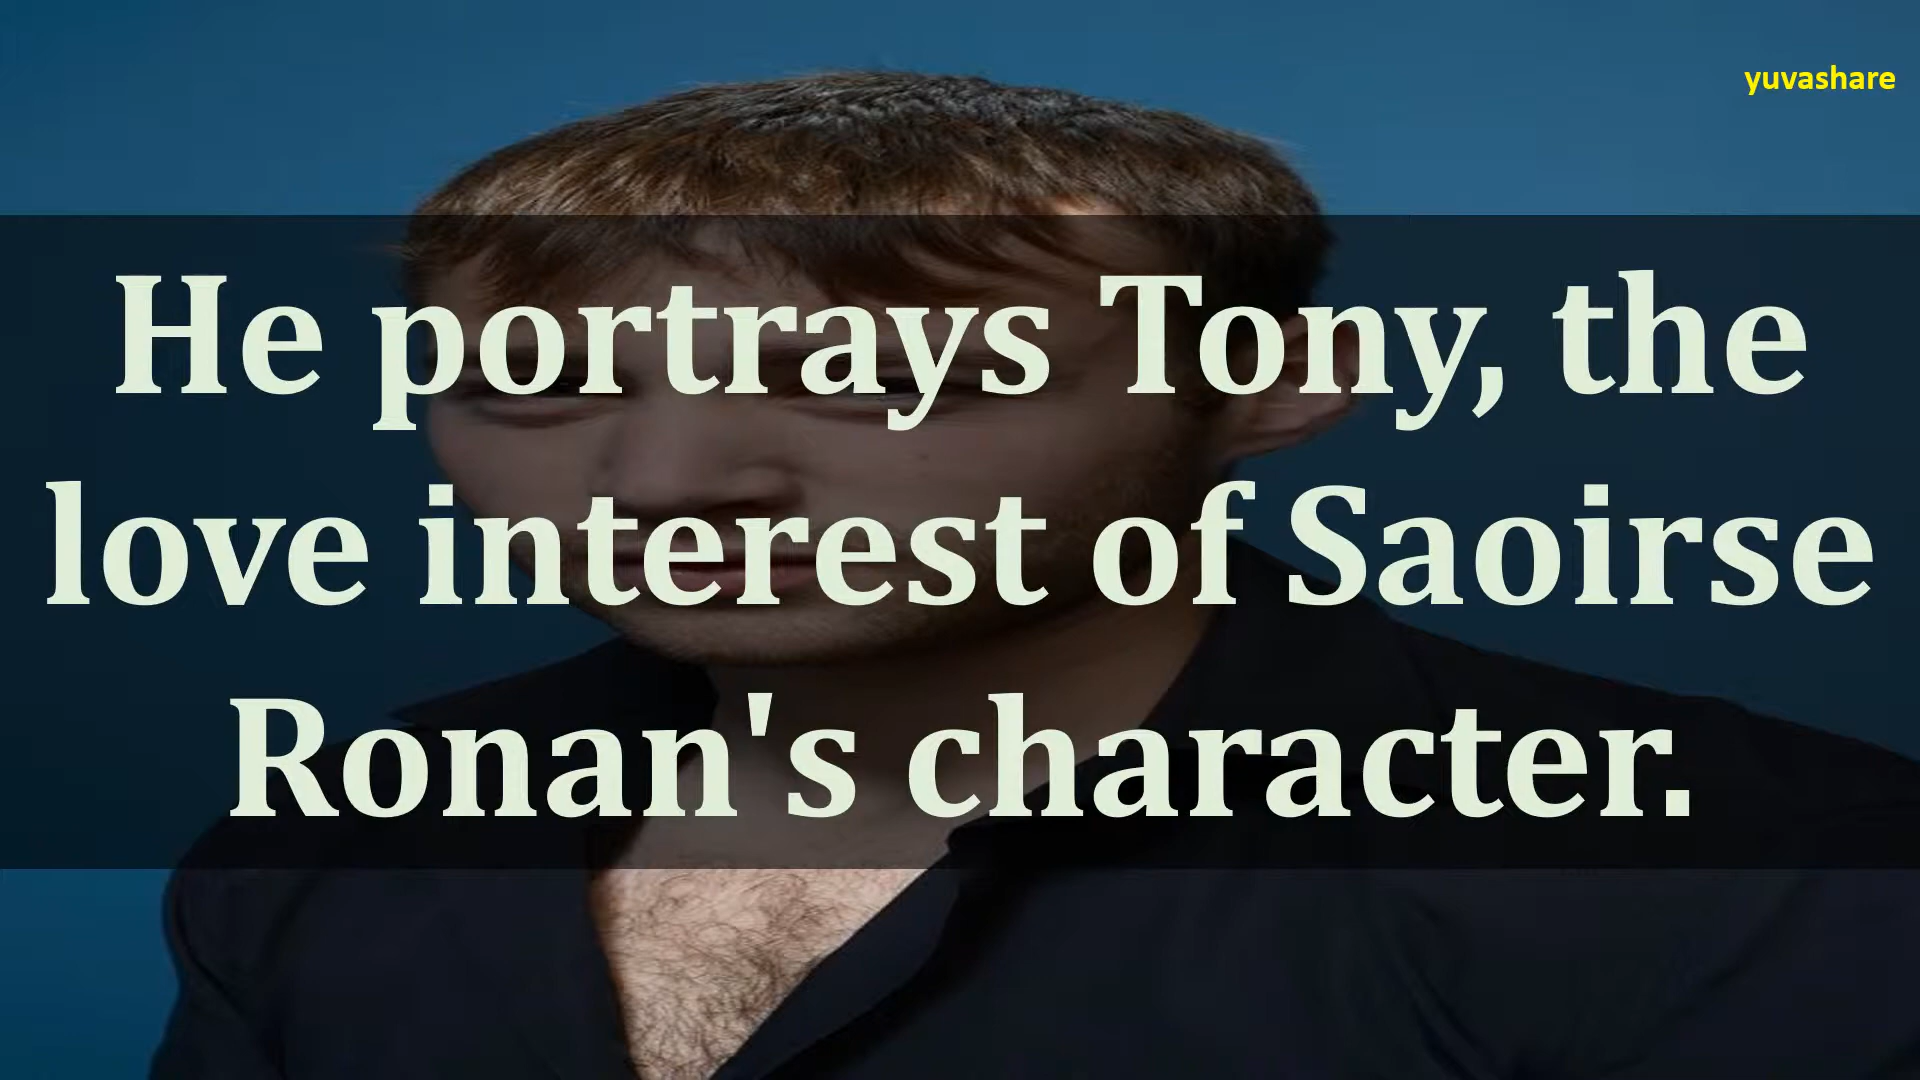 yuvashare
He portrays Tony, the
love interest of Saoirse
Ronan's character.